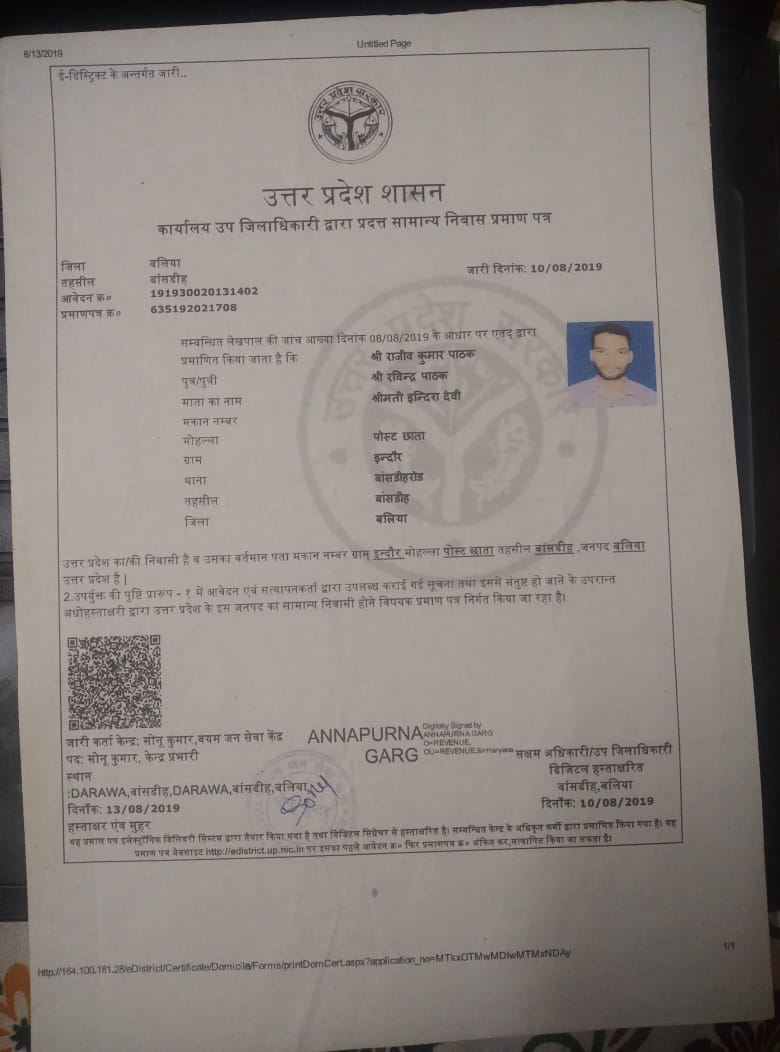 8/13/2019
Untitled Page
ई-डिस्ट्रिक्ट के अन्तर्गत जारी..
उत्तर प्रदेश सरकार
उत्तर प्रदेश शासन
कार्यालय उप जिलाधिकारी द्वारा प्रदत्त सामान्य निवास प्रमाण पत्र
जिला बलिया
तहसील बांसडीह
जारी दिनांक: 10/08/2019
आवेदन क्र० 191930020131402
प्रमाणपत्र क्र० 635192021708
सम्बन्धित लेखपाल की जांच आख्या दिनांक 08/08/2019 के आधार पर एतद् द्वारा
प्रमाणित किया जाता है कि श्री राजीव कुमार पाठक
पुत्र/पुत्री श्री रविन्द्र पाठक
माता का नाम श्रीमती इन्दिरा देवी
मकान नम्बर
मोहल्ला पोस्ट छाता
ग्राम इन्दौर
थाना बांसडीहरोड
तहसील बांसडीह
जिला बलिया
उत्तर प्रदेश का/की निवासी है व उसका वर्तमान पता मकान नम्बर ग्राम इन्दौर मोहल्ला पोस्ट छाता तहसील बांसडीह ,जनपद बलिया
उत्तर प्रदेश है |
2.उपर्युक्त की पुष्टि प्रारूप - १ में आवेदन एवं सत्यापनकर्ता द्वारा उपलब्ध कराई गई सूचना तथा इससे संतुष्ट हो जाने के उपरान्त
अधोहस्ताक्षरी द्वारा उत्तर प्रदेश के इस जनपद का सामान्य निवासी होने विषयक प्रमाण पत्र निर्गत किया जा रहा है।
जारी कर्ता केन्द्र: सोनू कुमार,वयम जन सेवा केंद्र
पद: सोनू कुमार, केन्द्र प्रभारी
स्थान
:DARAWA,बांसडीह,DARAWA,बांसडीह,बलिया,
दिनाँक: 13/08/2019
हस्ताक्षर एंव मुहर
ANNAPURNA
GARG
Digitally Signed by
ANNAPURNA GARG
O=REVENUE,
OU=REVENUE,S=Haryana
सक्षम अधिकारी/उप जिलाधिकारी
डिजिटल हस्ताक्षरित
बांसडीह,बलिया
दिनाँक: 10/08/2019
यह प्रमाण पत्र इलेक्ट्रॉनिक डिलिवरी सिस्टम द्वारा तैयार किया गया है तथा डिजिटल सिग्नेचर से हस्ताक्षरित है। सम्बन्धित केन्द्र के अधिकृत कर्मी द्वारा प्रमाणित किया गया है। यह
प्रमाण पत्र वेबसाइट http://edistrict.up.nic.in पर इसका पहले आवेदन क्र० फिर प्रमाणपत्र क्र० अंकित कर,सत्यापित किया जा सकता है।
http://164.100.181.28/eDistrict/Certificate/Domicile/Forms/printDomCert.aspx?application_no=MTkxOTMwMDIwMTMxNDAy
1/1